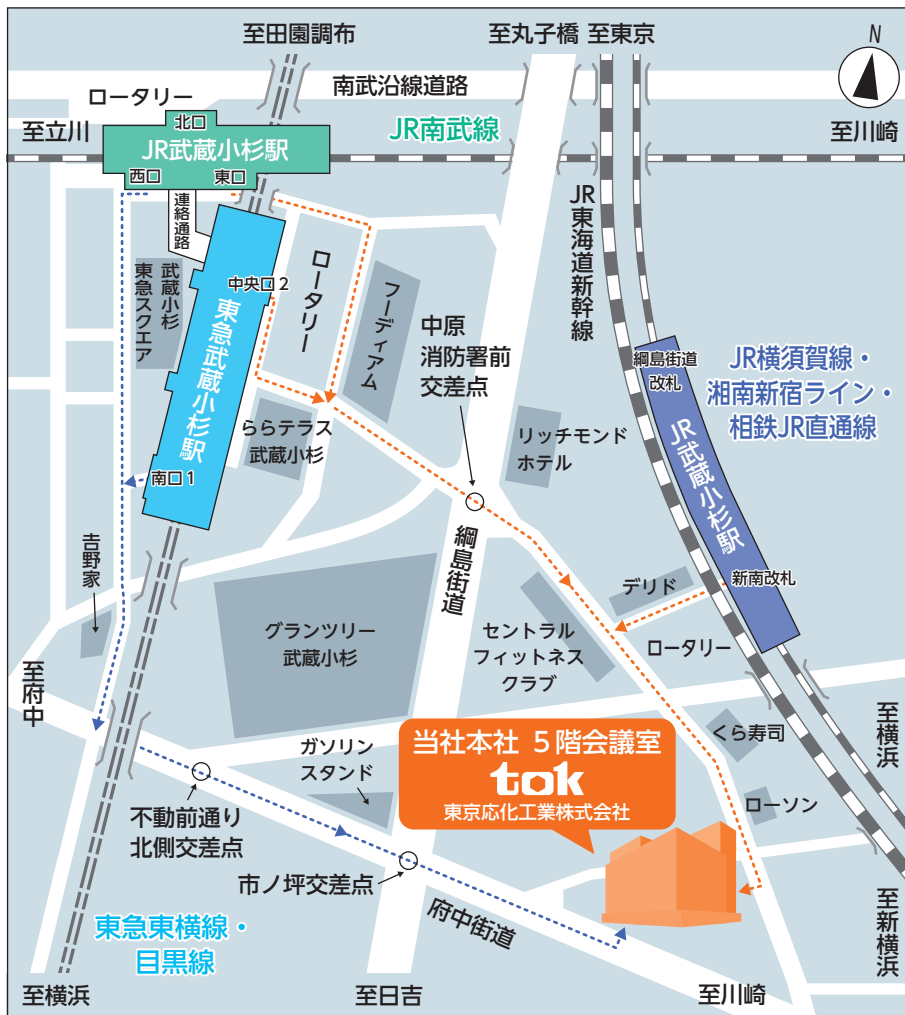 至田園調布
至丸子橋
至東京
N
南武沿線道路
ロータリー
北口
至立川
JR南武線
至川崎
JR武蔵小杉駅
西口
東口
連絡通路
JR東海道新幹線
ロータリー
中央口2
武蔵小杉
東急スクエア
フーディアム
東急武蔵小杉駅
中原
消防署前
交差点
綱島街道
改札
JR横須賀線・
湘南新宿ライン・
相鉄JR直通線
ららテラス
武蔵小杉
リッチモンド
ホテル
JR武蔵小杉駅
南口1
綱島街道
𠮷野家
デリド
新南改札
グランツリー
武蔵小杉
セントラル
フィットネス
クラブ
ロータリー
至府中
至横浜
くら寿司
ガソリン
スタンド
当社本社 5階会議室
tok
東京応化工業株式会社
ローソン
不動前通り
北側交差点
市ノ坪交差点
府中街道
東急東横線・
目黒線
至新横浜
至横浜
至日吉
至川崎